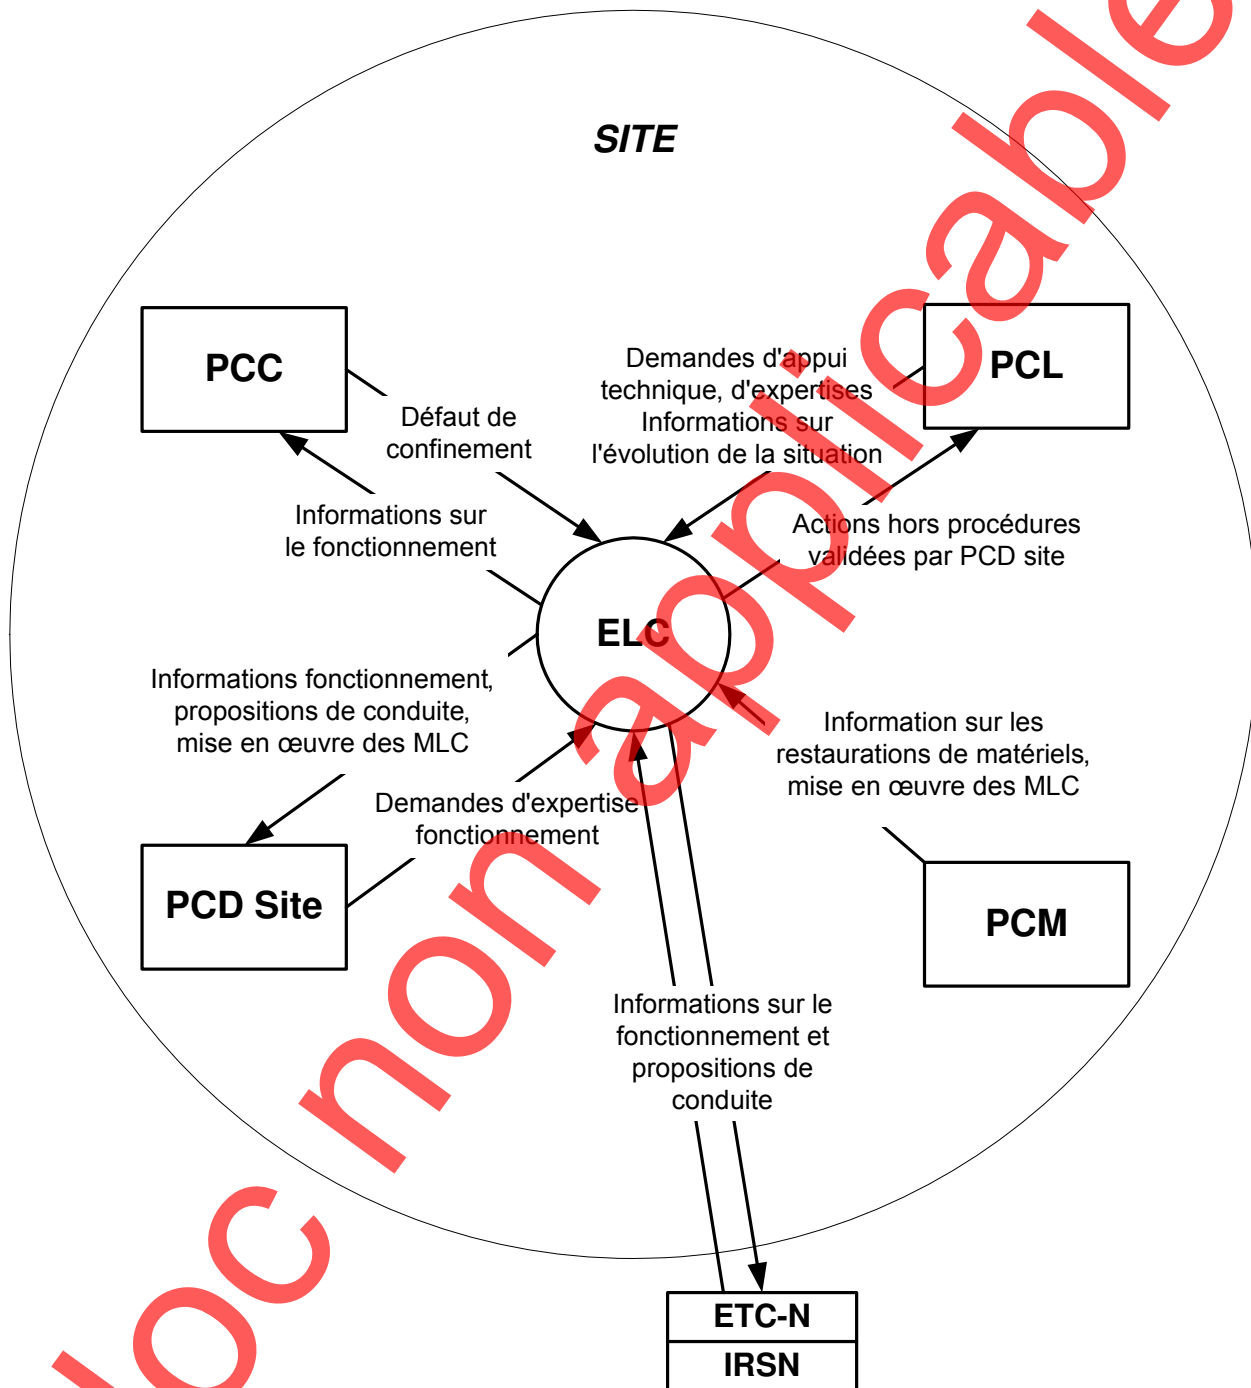 SITE
PCC
Défaut de
confinement
Informations sur
le fonctionnement
Demandes d'appui
technique, d'expertises
Informations sur
l'évolution de la situation
PCL
Actions hors procédures
validées par PCD site
ELC
Informations fonctionnement,
propositions de conduite,
mise en œuvre des MLC
Demandes d'expertise
fonctionnement
PCD Site
Information sur les
restaurations de matériels,
mise en œuvre des MLC
PCM
Informations sur le
fonctionnement et
propositions de
conduite
ETC-N
IRSN
non applicable